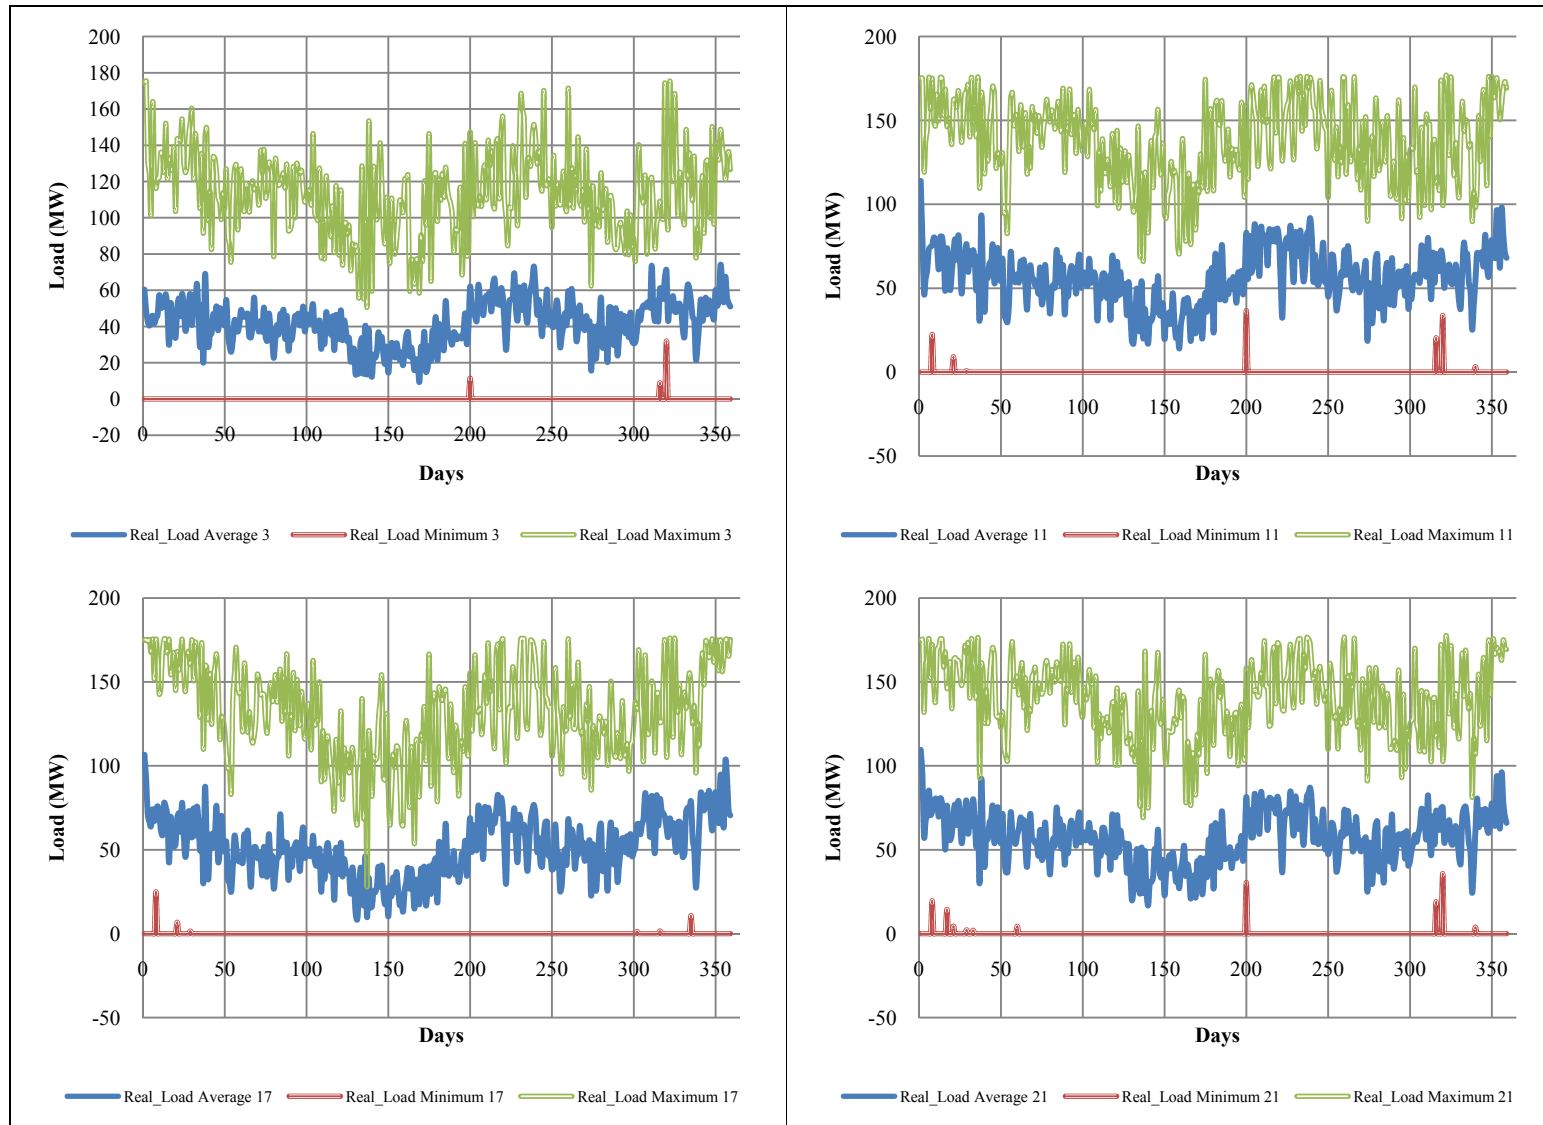 200
180
160
140
120
100
80
60
40
20
0
-20
Load (MW)
0 50 100 150 200 250 300 350
Days
Real_Load Average 3 Real_Load Minimum 3 Real_Load Maximum 3
200
150
100
50
0
-50
Load (MW)
0 50 100 150 200 250 300 350
Days
Real_Load Average 11 Real_Load Minimum 11 Real_Load Maximum 11
200
150
100
50
0
-50
Load (MW)
0 50 100 150 200 250 300 350
Days
Real_Load Average 17 Real_Load Minimum 17 Real_Load Maximum 17
200
150
100
50
0
-50
Load (MW)
0 50 100 150 200 250 300 350
Days
Real_Load Average 21 Real_Load Minimum 21 Real_Load Maximum 21